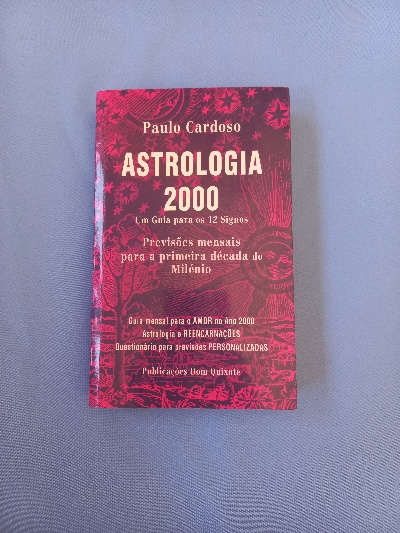 Paulo Cardoso
ASTROLOGIA
2000
Um Guia para os 12 Signos
Previsões mensais
para a primeira década do
Milénio
Guia mensal para o AMOR no Ano 2000
Astrologia e REENCARNAÇÕES
Questionário para previsões PERSONALIZADAS
Publicações Dom Quixote